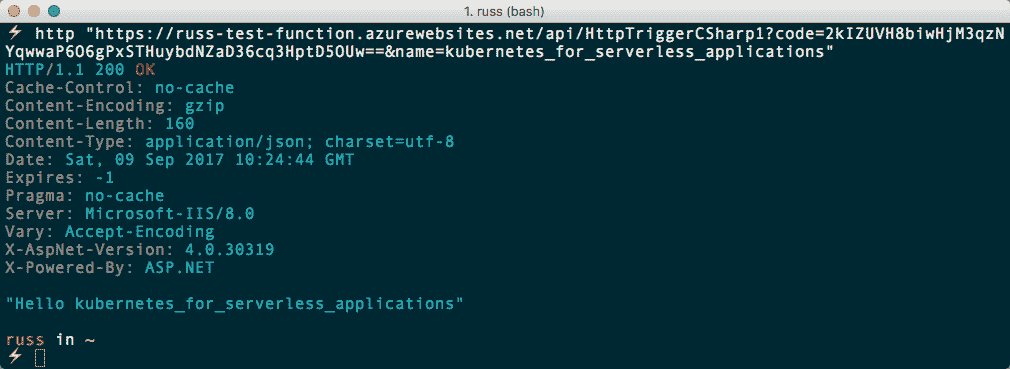 1. russ (bash)
⚡ http "https://russ-test-function.azurewebsites.net/api/HttpTriggerCSharp1?code=2kIZUVH8biwHjM3qzN
YqwwaP6O6gPxSTHuybdNZaD36cq3HptD5OUw==&name=kubernetes_for_serverless_applications"
HTTP/1.1 200 OK
Cache-Control: no-cache
Content-Encoding: gzip
Content-Length: 160
Content-Type: application/json; charset=utf-8
Date: Sat, 09 Sep 2017 10:24:44 GMT
Expires: -1
Pragma: no-cache
Server: Microsoft-IIS/8.0
Vary: Accept-Encoding
X-AspNet-Version: 4.0.30319
X-Powered-By: ASP.NET
"Hello kubernetes_for_serverless_applications"
russ in ~
⚡